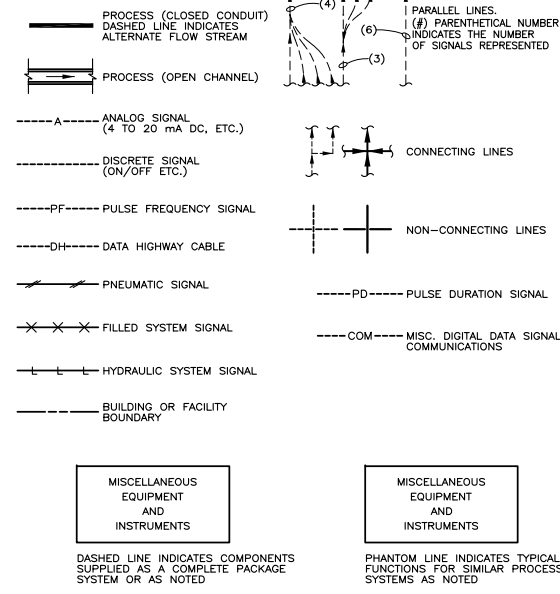 PROCESS (CLOSED CONDUIT)
DASHED LINE INDICATES
ALTERNATE FLOW STREAM
PROCESS (OPEN CHANNEL)
A
ANALOG SIGNAL
(4 TO 20 mA DC, ETC.)
DISCRETE SIGNAL
(ON/OFF ETC.)
PF
PULSE FREQUENCY SIGNAL
DH
DATA HIGHWAY CABLE
PNEUMATIC SIGNAL
FILLED SYSTEM SIGNAL
L L L
HYDRAULIC SYSTEM SIGNAL
BUILDING OR FACILITY
BOUNDARY
(4)
(6)
(3)
PARALLEL LINES.
(#) PARENTHETICAL NUMBER
INDICATES THE NUMBER
OF SIGNALS REPRESENTED
CONNECTING LINES
NON-CONNECTING LINES
PD
PULSE DURATION SIGNAL
COM
MISC. DIGITAL DATA SIGNAL
COMMUNICATIONS
MISCELLANEOUS
EQUIPMENT
AND
INSTRUMENTS
DASHED LINE INDICATES COMPONENTS
SUPPLIED AS A COMPLETE PACKAGE
SYSTEM OR AS NOTED
MISCELLANEOUS
EQUIPMENT
AND
INSTRUMENTS
PHANTOM LINE INDICATES TYPICAL
FUNCTIONS FOR SIMILAR PROCESS
SYSTEMS AS NOTED